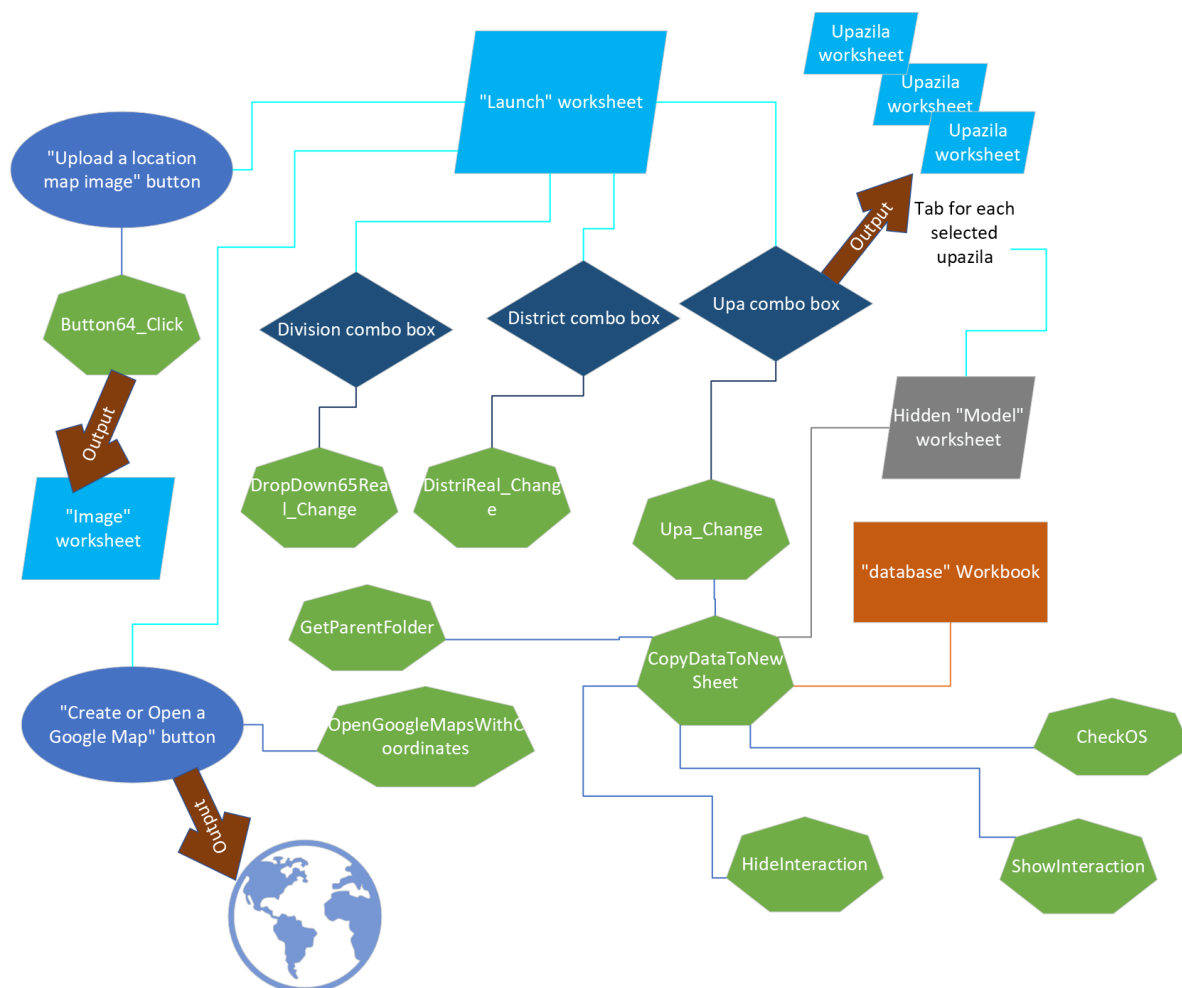 Upazila
worksheet
Upazila
worksheet
Upazila
worksheet
"Launch" worksheet
"Upload a location
map image" button
Tab for each
selected
upazila
Output
Button64_Click
Division combo box
District combo box
Upa combo box
Output
Hidden "Model"
worksheet
DropDown65Rea
l_Change
DistriReal_Chang
e
Upa_Change
"Image"
worksheet
"database" Workbook
GetParentFolder
CopyDataToNew
Sheet
"Create or Open a
Google Map" button
OpenGoogleMapsWithC
oordinates
CheckOS
Output
HideInteraction
ShowInteraction